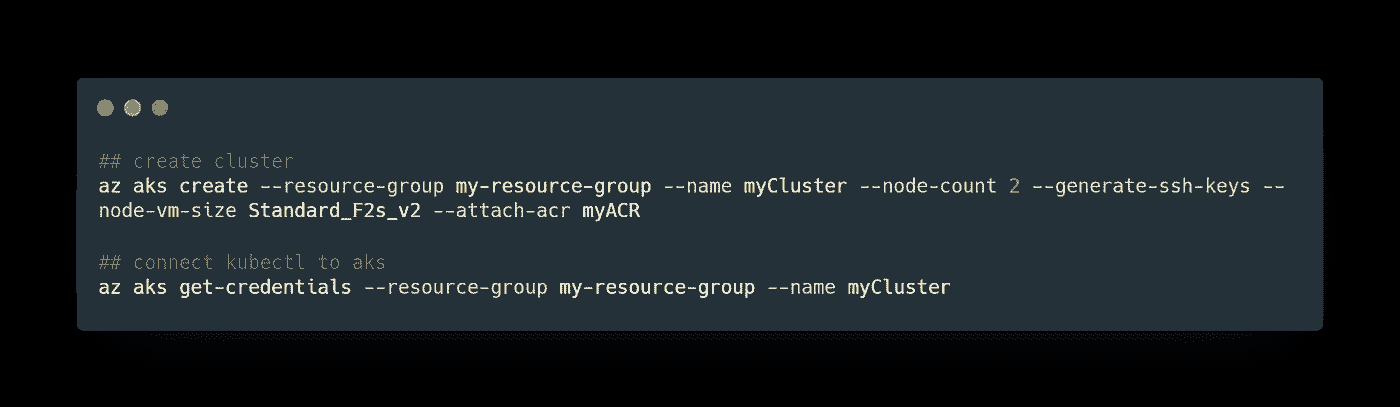 ## create cluster
az aks create --resource-group my-resource-group --name myCluster --node-count 2 --generate-ssh-keys --
node-vm-size Standard_F2s_v2 --attach-acr myACR
## connect kubectl to aks
az aks get-credentials --resource-group my-resource-group --name myCluster